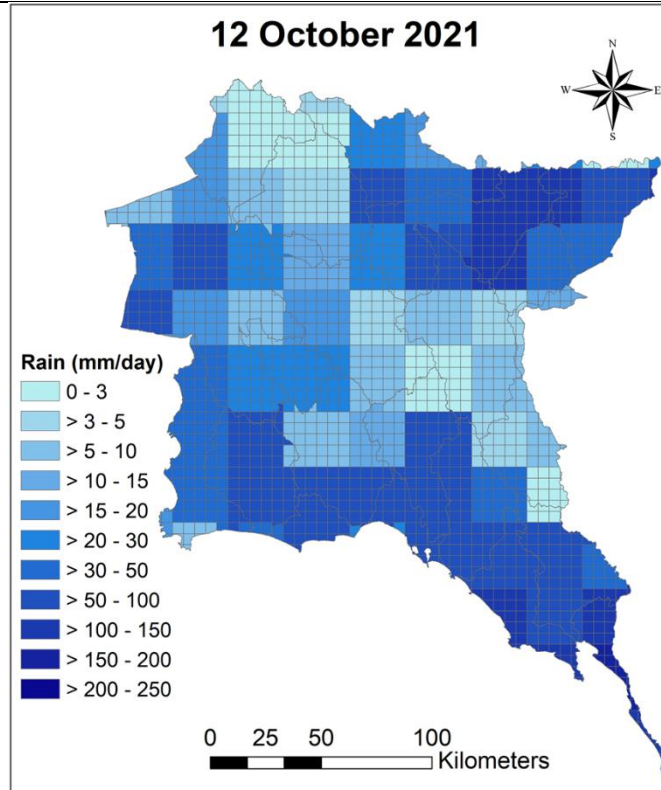 12 October 2021
N
W E
S
Rain (mm/day)
0 - 3
> 3 - 5
> 5 - 10
> 10 - 15
> 15 - 20
> 20 - 30
> 30 - 50
> 50 - 100
> 100 - 150
> 150 - 200
> 200 - 250
0 25 50 100
Kilometers